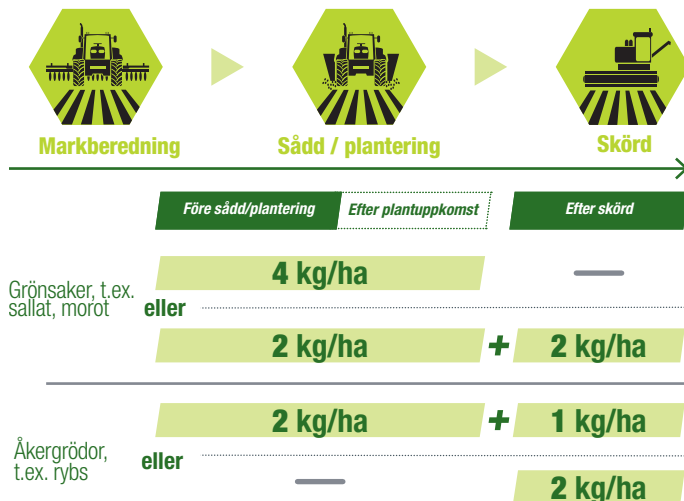 Markberedning
Sådd / plantering
Skörd
Före sådd/plantering
Efter plantuppkomst
Efter skörd
Grönsaker, t.ex.
sallat, morot
4 kg/ha
eller
2 kg/ha + 2 kg/ha
Åkergrödor,
t.ex. rybs
2 kg/ha + 1 kg/ha
eller
2 kg/ha